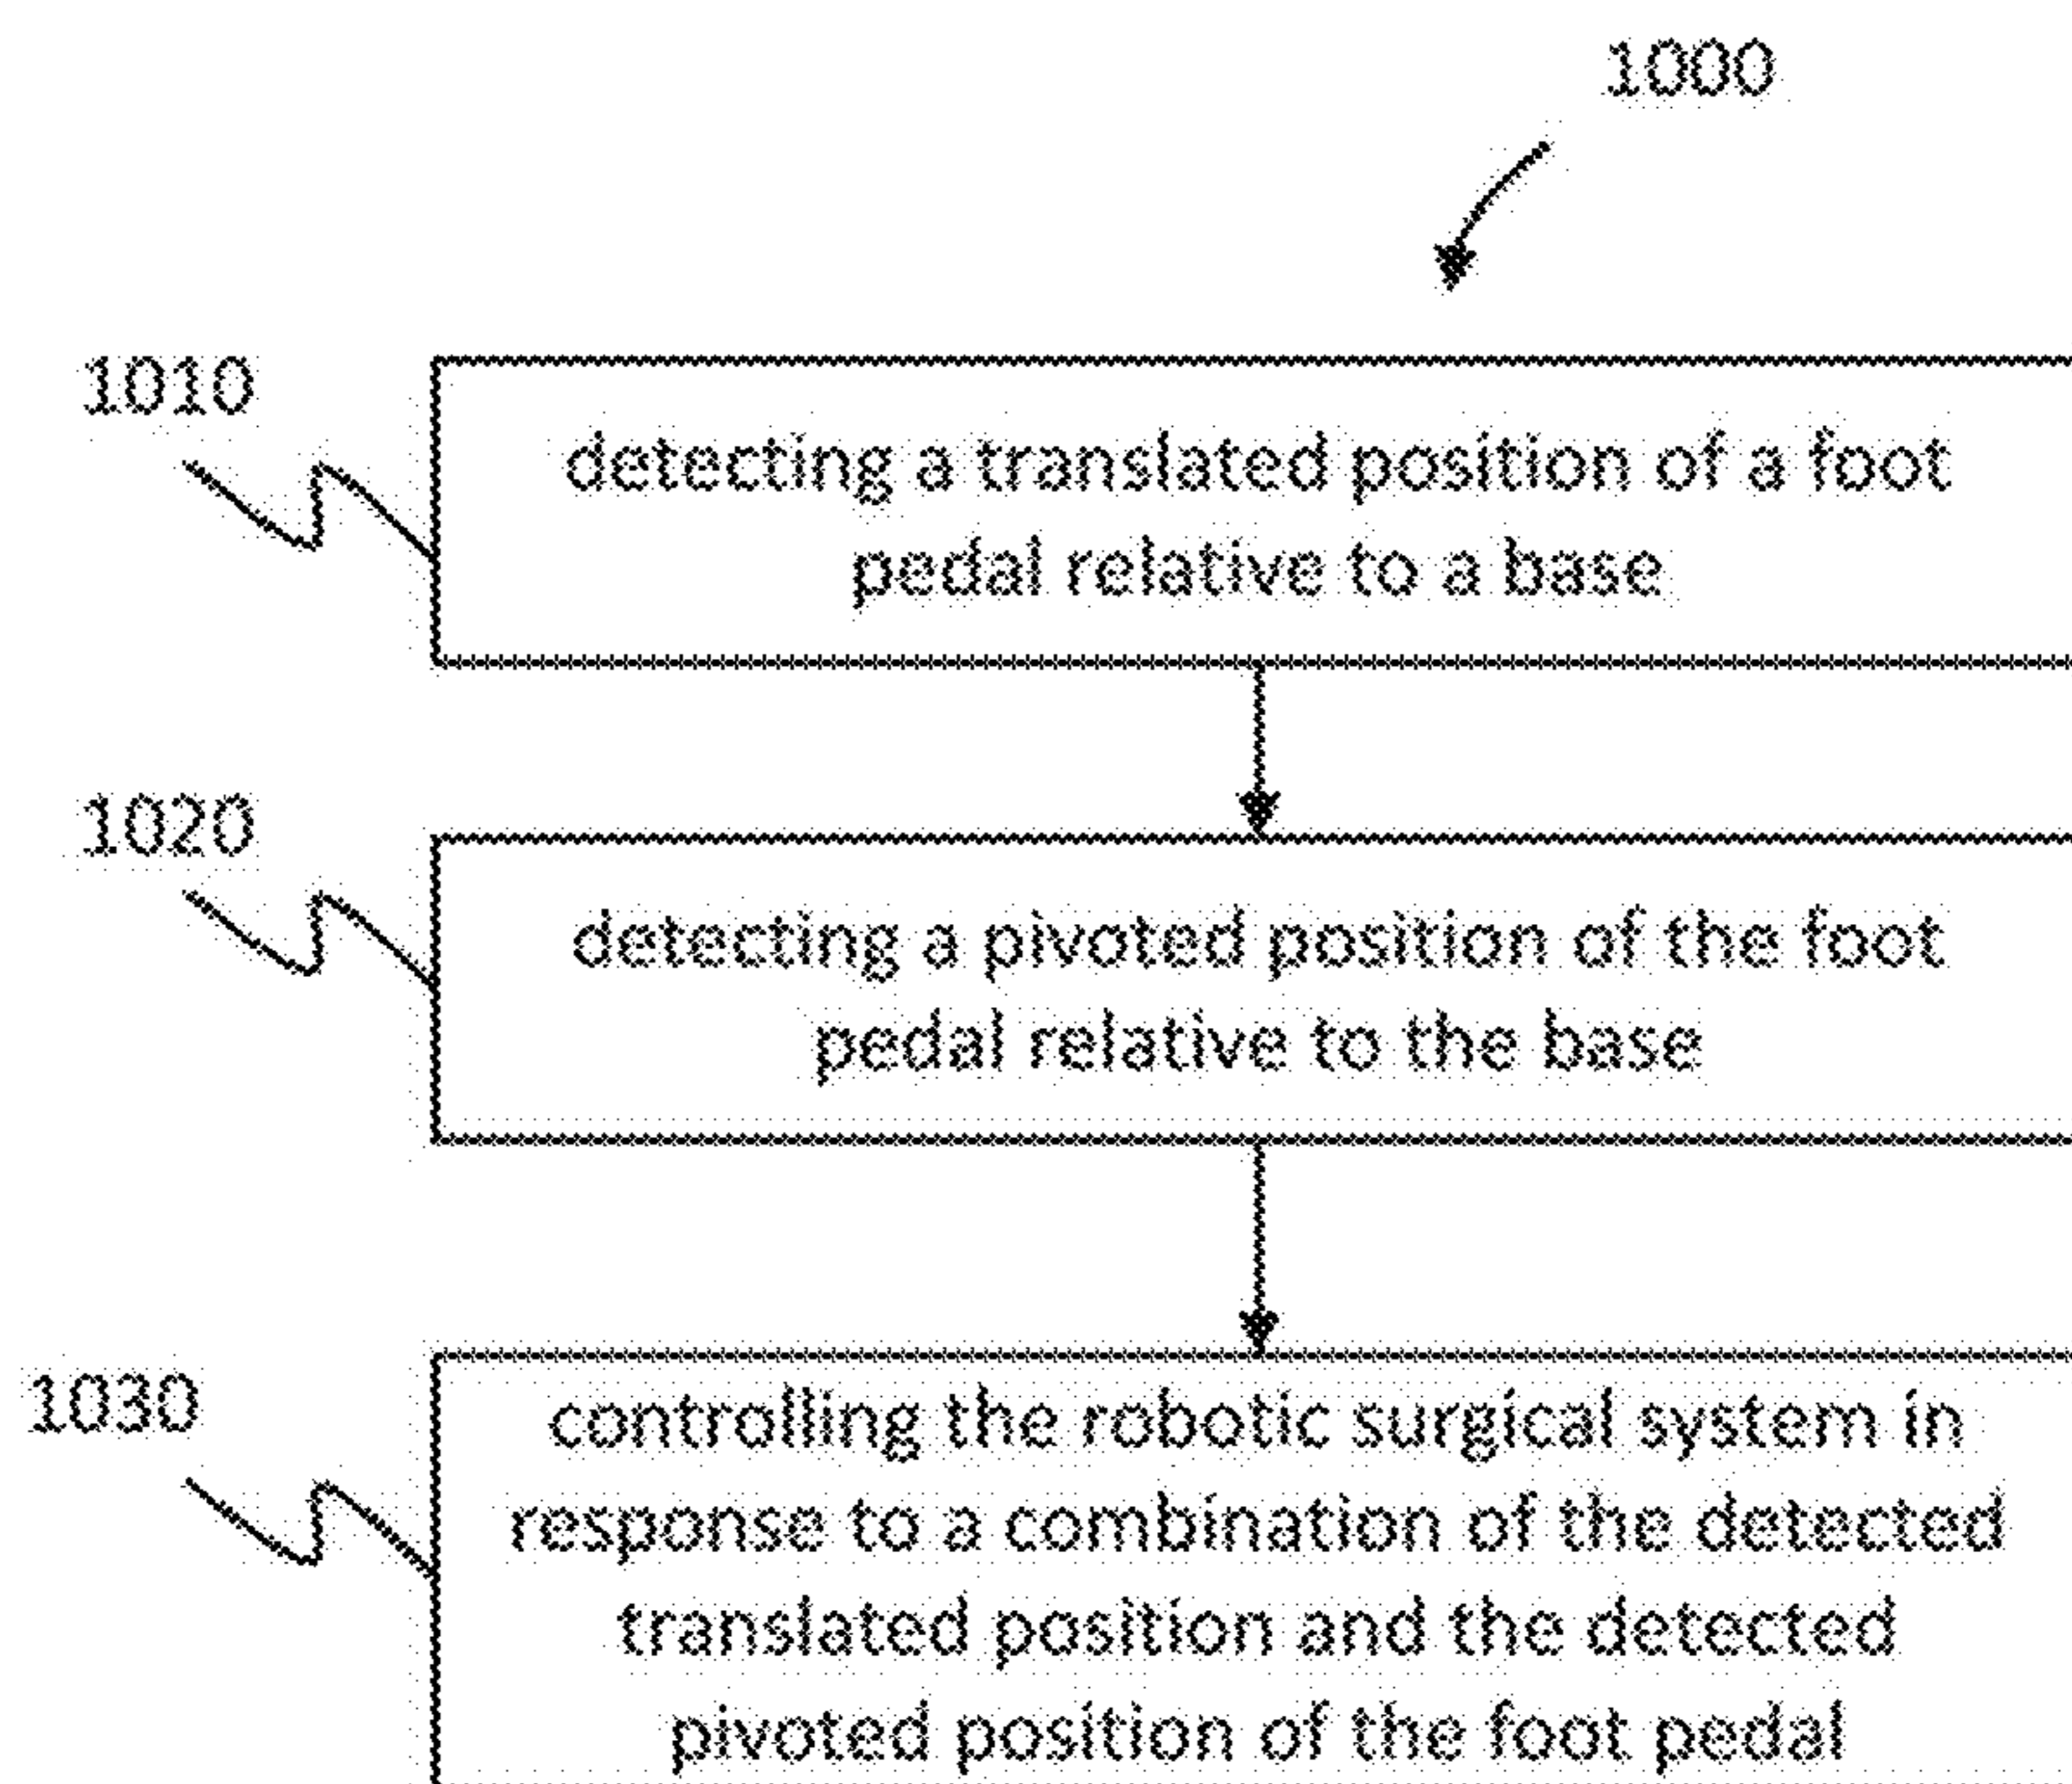 1000
1010
detecting a translated position of a foot
pedal relative to a base
1020
detecting a pivoted position of the foot
pedal relative to the base
1030
controlling the robotic surgical system in
response to a combination of the detected
translated position and the detected
pivoted position of the foot pedal